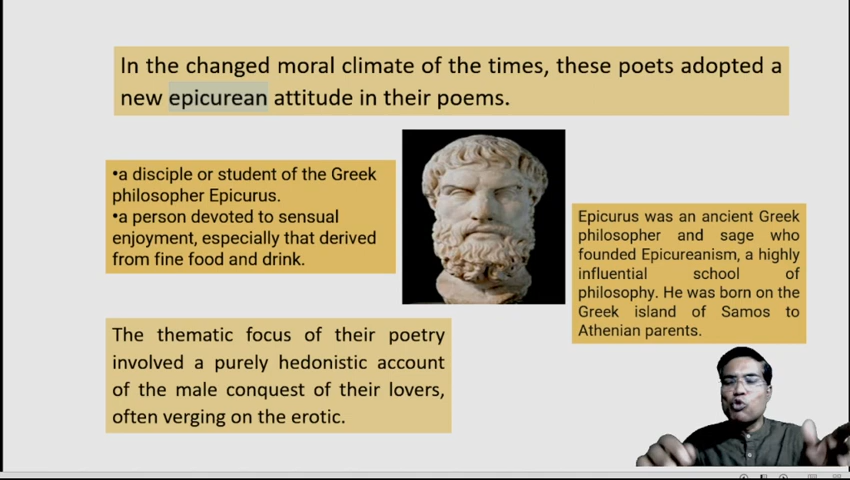 In the changed moral climate of the times, these poets adopted a
new epicurean attitude in their poems.
•a disciple or student of the Greek
philosopher Epicurus.
•a person devoted to sensual
enjoyment, especially that derived
from fine food and drink.
Epicurus was an ancient Greek
philosopher and sage who
founded Epicureanism, a highly
influential school of
philosophy. He was born on the
Greek island of Samos to
Athenian parents.
The thematic focus of their poetry
involved a purely hedonistic account
of the male conquest of their lovers,
often verging on the erotic.